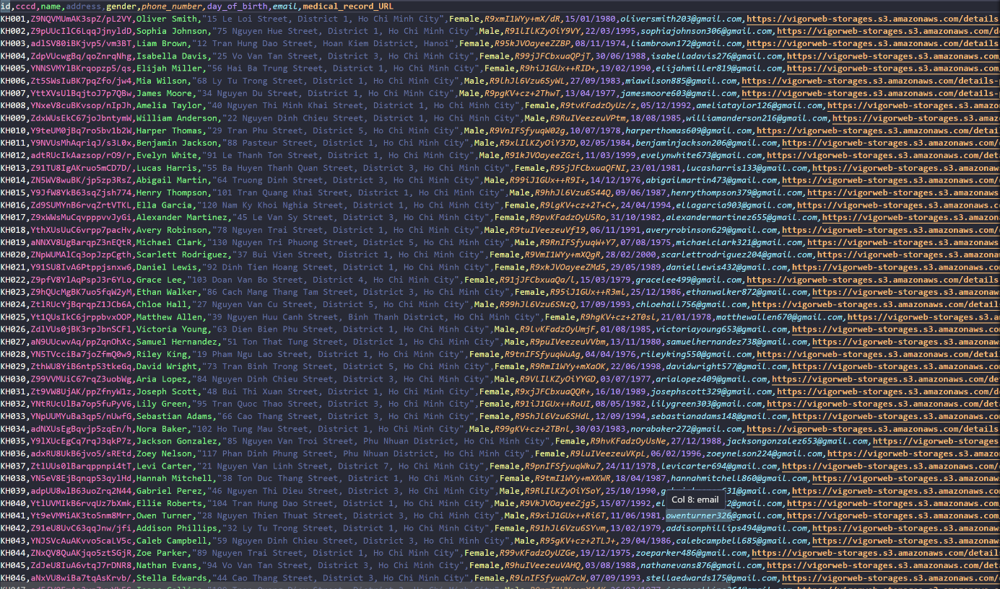 id,cccd,name,address,gender,phone_number,day_of_birth,email,medical_record_URL
KH001,Z9NQVMUmAK3spZ/pL2VY,Oliver Smith,"15 Le Loi Street, District 1, Ho Chi Minh City",Female,R9xmI1WYy+mX/dR,15/01/1980,oliversmith203@gmail.com,https://vigorweb-storages.s3.amazonaws.com/details
KH002,Z9pUUcIlC6LqqJjnyldD,Sophia Johnson,"75 Nguyen Hue Street, District 1, Ho Chi Minh City",Male,R91lILKZyOiY9VY,22/03/1995,sophiajohnson306@gmail.com,https://vigorweb-storages.s3.amazonaws.com/de
KH003,adlSV80iBKjvp5/vm3BT,Liam Brown,"12 Tran Hung Dao Street, Hoan Kiem District, Hanoi",Female,R95kJVOayeeZZBP,08/11/1974,liambrown172@gmail.com,https://vigorweb-storages.s3.amazonaws.com/detail
KH004,ZdpVUcwgBq/qoZnrqNhg,Isabella Davis,"25 Vo Van Tan Street, District 3, Ho Chi Minh City",Male,R99jJFCbxuaQPjT,30/06/1988,isabelladavis276@gmail.com,https://vigorweb-storages.s3.amazonaws.com/de
KH005,YNNSVMYlBKrqopzp5/qs,Elijah Miller,"56 Hai Ba Trung Street, District 1, Ho Chi Minh City",Female,R9hiJ1GUx++RID+,19/02/1990,elijahmiller819@gmail.com,https://vigorweb-storages.s3.amazonaws.com
KH006,Zt5SWsIuBK7pqZfo/jw4,Mia Wilson,"68 Ly Tu Trong Street, District 1, Ho Chi Minh City",Male,R9lhJl6Vzu6SywL,27/09/1983,miawilson885@gmail.com,https://vigorweb-storages.s3.amazonaws.com/details-
KH007,YttXVsUlBqjtoJ7p7QBw,James Moore,"34 Nguyen Du Street, District 1, Ho Chi Minh City",Female,R9pgKV+cz+2ThwT,13/04/1977,jamesmoore603@gmail.com,https://vigorweb-storages.s3.amazonaws.com/details-
KH008,YNxeV8cuBKvsop/nIpJh,Amelia Taylor,"40 Nguyen Thi Minh Khai Street, District 1, Ho Chi Minh City",Male,R9tvKFadzOyUz/z,05/12/1992,ameliataylor126@gmail.com,https://vigorweb-storages.s3.amazona
KH009,ZdxWUsEkC67joJbntymW,William Anderson,"22 Nguyen Dinh Chieu Street, District 1, Ho Chi Minh City",Male,R9RuIVeezeuVPtm,18/08/1985,williamanderson216@gmail.com,https://vigorweb-storages.s3.amaz
KH010,Y9teUM0jBq7ro5bv1b2W,Harper Thomas,"29 Tran Phu Street, District 5, Ho Chi Minh City",Male,R9VnIFSfyuqW02g,10/07/1978,harperthomas609@gmail.com,https://vigorweb-storages.s3.amazonaws.com/detai
KH011,Y9NVUsMhAqriqJ/s3L0x,Benjamin Jackson,"88 Pasteur Street, District 1, Ho Chi Minh City",Female,R9xlILKZyOiY37D,02/05/1984,benjaminjackson206@gmail.com,https://vigorweb-storages.s3.amazonaws.co
KH012,adtRUcIkAazsop/rO9/r,Evelyn White,"91 Le Thanh Ton Street, District 1, Ho Chi Minh City",Female,R91kJVOayeeZGzi,11/03/1999,evelynwhite673@gmail.com,https://vigorweb-storages.s3.amazonaws.com/d
KH013,Z91TU8IgAKruo5mCD7D/,Lucas Harris,"55 Ba Huyen Thanh Quan Street, District 3, Ho Chi Minh City",Female,R95jJFCbxuaQFNI,23/01/1981,lucasharris133@gmail.com,https://vigorweb-storages.s3.amazonaw
KH014,ZN5WV8wuBK/jp5zp3RsZ,Abigail Martin,"64 Truong Dinh Street, District 3, Ho Chi Minh City",Male,R99iJ1GUx++R9I+,14/12/1976,abigailmartin473@gmail.com,https://vigorweb-storages.s3.amazonaws.com/d
KH015,Y9JfW8YkB63sqZjsh774,Henry Thompson,"101 Tran Quang Khai Street, District 1, Ho Chi Minh City",Male,R9hhJl6Vzu6S44Q,09/06/1987,henrythompson379@gmail.com,https://vigorweb-storages.s3.amazonaws.
KH016,Zd9SUMYnB6rvqZrtVTKL,Ella Garcia,"120 Nam Ky Khoi Nghia Street, District 1, Ho Chi Minh City",Female,R9LgKV+cz+2T+C+,24/04/1994,ellagarcia903@gmail.com,https://vigorweb-storages.s3.amazonaws.
KH017,Z9xWWsMuCqvpppvvJyGi,Alexander Martinez,"45 Le Van Sy Street, District 3, Ho Chi Minh City",Female,R9pvKFadzOyU5Ro,31/10/1982,alexandermartinez655@gmail.com,https://vigorweb-storages.s3.amazon
KH018,YthXUsUuC6vrpp7pacHv,Avery Robinson,"78 Nguyen Trai Street, District 1, Ho Chi Minh City",Female,R9tuIVeezeuVf19,06/11/1991,averyrobinson629@gmail.com,https://vigorweb-storages.s3.amazonaws.com
KH019,aNNXV8UgBarqpZ3nEQtR,Michael Clark,"130 Nguyen Tri Phuong Street, District 5, Ho Chi Minh City",Male,R9RnIFSfyuqW+Y7,07/08/1975,michaelclark321@gmail.com,https://vigorweb-storages.s3.amazonaw
KH020,ZNpWUMAlCq3opJzpCgth,Scarlett Rodriguez,"37 Bui Vien Street, District 1, Ho Chi Minh City",Female,R9VmI1WYy+mXQgR,28/02/2000,scarlettrodriguez204@gmail.com,https://vigorweb-storages.s3.amazona
KH021,Y91SU8IvA6Ptppjsnxw6,Daniel Lewis,"92 Dinh Tien Hoang Street, District 1, Ho Chi Minh City",Male,R9xkJVOayeeZMd5,29/05/1989,daniellewis432@gmail.com,https://vigorweb-storages.s3.amazonaws.co
KH022,Z9pfV8YlAqPspJ3r6YLo,Grace Lee,"103 Doan Van Bo Street, District 4, Ho Chi Minh City",Male,R91jJFCbxuaQa/l,15/03/1979,gracelee499@gmail.com,https://vigorweb-storages.s3.amazonaws.com/details
KH023,Z9hQUcMgBK7uo5fqW2yM,Ethan Walker,"86 Cach Mang Thang Tam Street, District 3, Ho Chi Minh City",Female,R95iJ1GUx++R3ml,25/12/1986,ethanwalker872@gmail.com,https://vigorweb-storages.s3.amazonaw
KH024,ZtlRUcYjBqrqpZ1JCb6A,Chloe Hall,"27 Nguyen Van Cu Street, District 5, Ho Chi Minh City",Male,R99hJl6Vzu6SNzQ,17/09/1993,chloehall756@gmail.com,https://vigorweb-storages.s3.amazonaws.com/details
KH025,Yt1QUsIkC6jrppbvxOOP,Matthew Allen,"39 Nguyen Huu Canh Street, Binh Thanh District, Ho Chi Minh City",Female,R9hgKV+cz+2T0sl,21/01/1978,matthewallen670@gmail.com,https://vigorweb-storages.s3.am
KH026,ZdlVUs0jBK3rpJbnSCFl,Victoria Young,"63 Dien Bien Phu Street, District 1, Ho Chi Minh City",Male,R9LvKFadzOyUmjF,01/08/1985,victoriayoung653@gmail.com,https://vigorweb-storages.s3.amazonaws.com
KH027,aN9UUcwvAq/ppZqnOhXc,Samuel Hernandez,"51 Ton That Tung Street, District 1, Ho Chi Minh City",Female,R9puIVeezeuVVbm,13/11/1980,samuelhernandez738@gmail.com,https://vigorweb-storages.s3.amazon
KH028,YN5TVcciBa7joZfmQ0w9,Riley King,"19 Pham Ngu Lao Street, District 1, Ho Chi Minh City",Female,R9tnIFSfyuqWuAg,04/04/1976,rileyking550@gmail.com,https://vigorweb-storages.s3.amazonaws.com/detai
KH029,ZthWU8YiB6ntp53tkeGq,David Wright,"73 Tran Binh Trong Street, District 5, Ho Chi Minh City",Female,R9RmI1WYy+mXaOK,22/06/1998,davidwright577@gmail.com,https://vigorweb-storages.s3.amazonaws.co
KH030,Z99VVMUiC67rqZ3uobWg,Aria Lopez,"84 Nguyen Dinh Chieu Street, District 3, Ho Chi Minh City",Male,R9VLILKZyOiYYGD,03/07/1977,arialopez409@gmail.com,https://vigorweb-storages.s3.amazonaws.com/de
KH031,Zt9VW8UjAK/ppZfnyW1z,Joseph Scott,"48 Bui Thi Xuan Street, District 1, Ho Chi Minh City",Female,R9xjJFCbxuaQQR+,16/10/1989,josephscott329@gmail.com,https://vigorweb-storages.s3.amazonaws.com/d
KH032,YNtRUcUlBa7op5fuPyV6,Lily Green,"95 Tran Quoc Thao Street, District 3, Ho Chi Minh City",Female,R91iJ1GUx++RoUI,08/05/1982,lilygreen507@gmail.com,https://vigorweb-storages.s3.amazonaws.com/det
KH033,YNpUUMYuBa3qp5/nUwfG,Sebastian Adams,"66 Cao Thang Street, District 3, Ho Chi Minh City",Female,R95hJL6Vzu6SHdL,12/09/1994,sebastianadams148@gmail.com,https://vigorweb-storages.s3.amazonaws.c
KH034,adNXUsEgBqvjp5zqEn/h,Nora Baker,"102 Ho Tung Mau Street, District 1, Ho Chi Minh City",Male,R99gKV+cz+2TBnl,30/03/1983,norabaker272@gmail.com,https://vigorweb-storages.s3.amazonaws.com/details
KH035,Y9lXUcEgCq7rqJ3qkP7z,Jackson Gonzalez,"85 Nguyen Van Troi Street, Phu Nhuan District, Ho Chi Minh City",Female,R9hvKFadzOyUsNe,27/12/1988,jacksongonzalez653@gmail.com,https://vigorweb-storages
KH036,adxRU8UkB6jvo5/sREtd,Zoey Nelson,"117 Phan Dinh Phung Street, Phu Nhuan District, Ho Chi Minh City",Female,R9luIVeezeuVKpL,06/02/1996,zoeynelson224@gmail.com,https://vigorweb-storages.s3.ama
KH037,ZtlUUs0lBarqppnpi4tT,Levi Carter,"21 Nguyen Van Linh Street, District 7, Ho Chi Minh City",Female,R9pnIFSfyuqWku7,24/11/1978,levicarter694@gmail.com,https://vigorweb-storages.s3.amazonaws.com
KH038,YN5eV8EjBqnqp53qylHd,Hannah Mitchell,"38 Ton Duc Thang Street, District 1, Ho Chi Minh City",Female,R9tmI1WYy+mXKWR,18/04/1987,hannahmitchell860@gmail.com,https://vigorweb-storages.s3.amazona
KH039,adpUU8wlB63uoZrq2N44,Gabriel Perez,"46 Nguyen Thi Dieu Street, District 3, Ho Chi Minh City",Male,R9RlILKZyOiYSoY,25/10/1990,g 631@gmail.com,https://vigorweb-storages.s3.amazonaws.
KH040,YtlUVMIkB6rvqUz7bXmk,Ellie Roberts,"104 Tran Hung Dao Street, District 1, Ho Chi Minh City",Male,R9VkJVOayeeZjg5,15/07/1992,el 2@gmail.com,https://vigorweb-storages.s3.amazonaws.c
Col 8: email
KH041,Yt9eVMMiAK3to5nm8Mrr,Owen Turner,"28 Nguyen Thien Thuat Street, District 3, Ho Chi Minh City",Male,R9xiJ1GUx++Ri6T,11/06/1981,owenturner326@gmail.com,https://vigorweb-storages.s3.amazonaws.com
KH042,Z91eU8UvC63qqJnw/jfi,Addison Phillips,"32 Ly Tu Trong Street, District 1, Ho Chi Minh City",Male,R91hJL6Vzu6SYvm,13/02/1979,addisonphillips494@gmail.com,https://vigorweb-storages.s3.amazonaws
KH043,YNJSVcAuAKvvo5caLV5c,Caleb Campbell,"59 Nguyen Dinh Chieu Street, District 3, Ho Chi Minh City",Male,R95gKV+cz+2TLJ+,29/04/1986,calebcampbell685@gmail.com,https://vigorweb-storages.s3.amazonaws
KH044,ZNxQV8QuAKjqo5ztSGjR,Zoe Parker,"89 Nguyen Trai Street, District 1, Ho Chi Minh City",Female,R99vKFadzOyUZGe,19/12/1975,zoeparker486@gmail.com,https://vigorweb-storages.s3.amazonaws.com/details
KH045,ZdJeU8IuA6vtqJ7rDNR8,Nathan Evans,"94 Vo Van Tan Street, District 3, Ho Chi Minh City",Female,R9huIVeezeuVAHQ,03/08/1988,nathanevans876@gmail.com,https://vigorweb-storages.s3.amazonaws.com/det
KH046,aNxVU8wiBa7tqAsKrvb/,Stella Edwards,"44 Cao Thang Street, District 3, Ho Chi Minh City",Female,R9LnIFSfyuqW7cW,07/09/1993,stellaedwards175@gmail.com,https://vigorweb-storages.s3.amazonaws.com/d